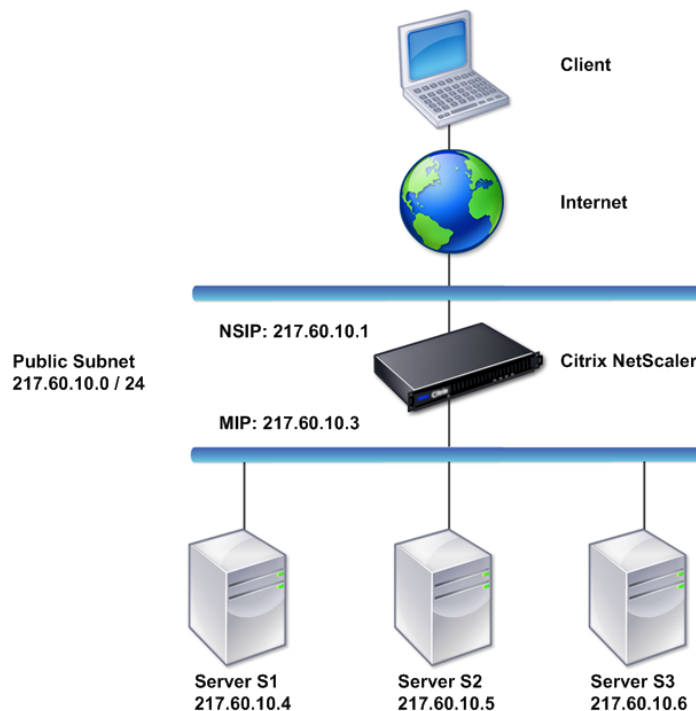 Client
Internet
NSIP: 217.60.10.1
Public Subnet
217.60.10.0 / 24
Citrix NetScaler
MIP: 217.60.10.3
Server S1
217.60.10.4
Server S2
217.60.10.5
Server S3
217.60.10.6